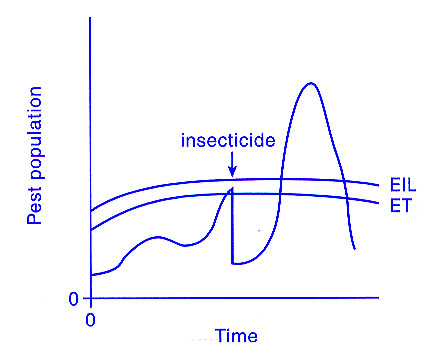 insecticide
Pest population
EIL
ET
0
0
Time